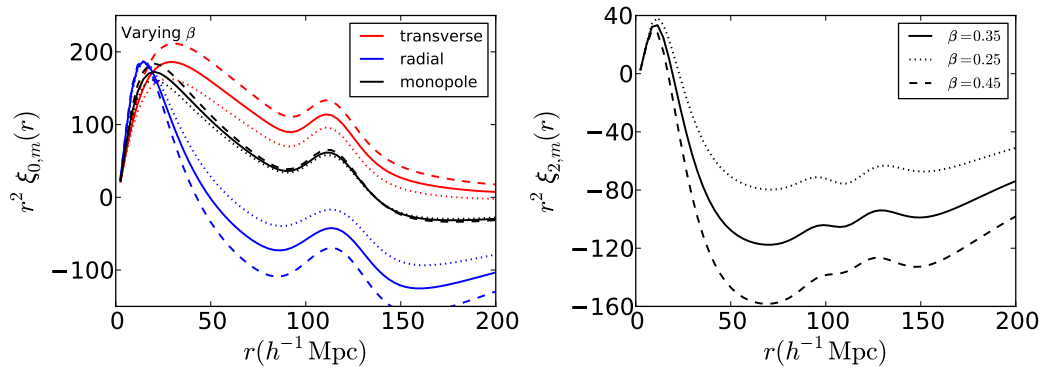 Varying β
transverse
radial
monopole
200
100
0
−100
r² ξ₀,ₘ(r)
0 50 100 150 200
r(h⁻¹ Mpc)
β=0.35
β=0.25
β=0.45
40
0
−40
−80
−120
−160
r² ξ₂,ₘ(r)
0 50 100 150 200
r(h⁻¹ Mpc)